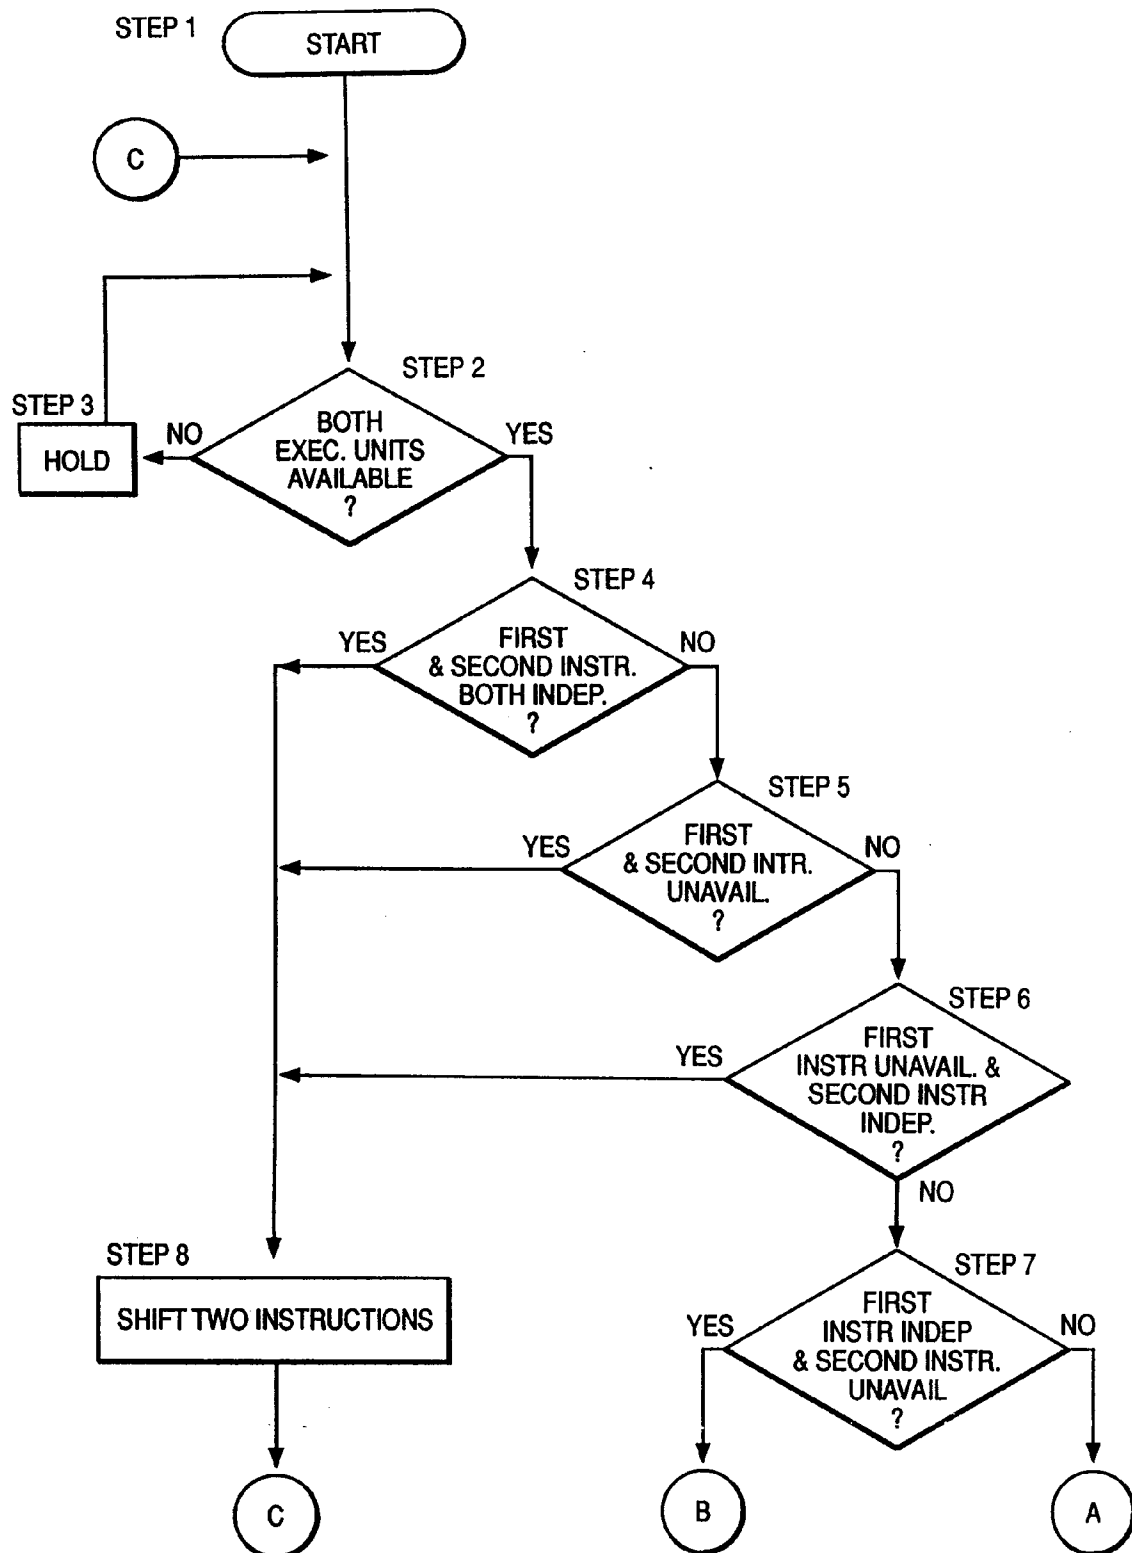 STEP 1
START
C
STEP 2
STEP 3
NO
BOTH
EXEC. UNITS
AVAILABLE
?
YES
HOLD
STEP 4
YES
FIRST
& SECOND INSTR.
BOTH INDEP.
?
NO
STEP 5
YES
FIRST
& SECOND INTR.
UNAVAIL.
?
NO
STEP 6
YES
FIRST
INSTR UNAVAIL. &
SECOND INSTR
INDEP.
?
NO
STEP 8
SHIFT TWO INSTRUCTIONS
STEP 7
YES
FIRST
INSTR INDEP
& SECOND INSTR.
UNAVAIL
?
NO
C
B
A